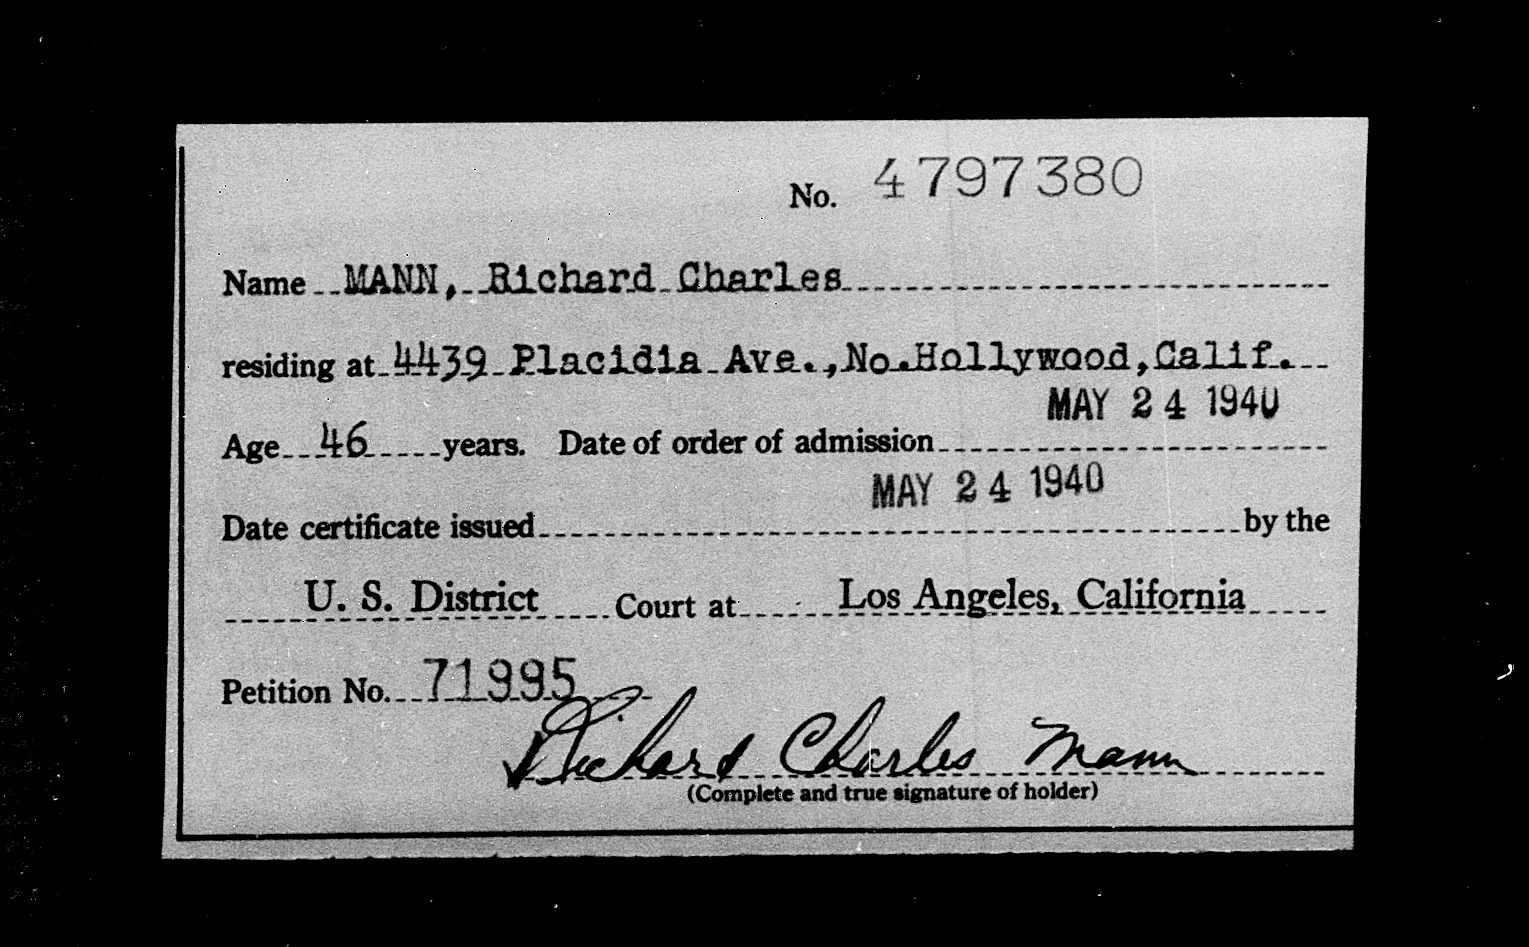 No. 4797380
Name MANN, Richard Charles
residing at 4439 Placidia Ave., No. Hollywood, Calif.
MAY 24 1940
Age 46 years. Date of order of admission
MAY 24 1940
Date certificate issued by the
U. S. District Court at Los Angeles, California
Petition No. 71995
Richard Charles Mann
(Complete and true signature of holder)